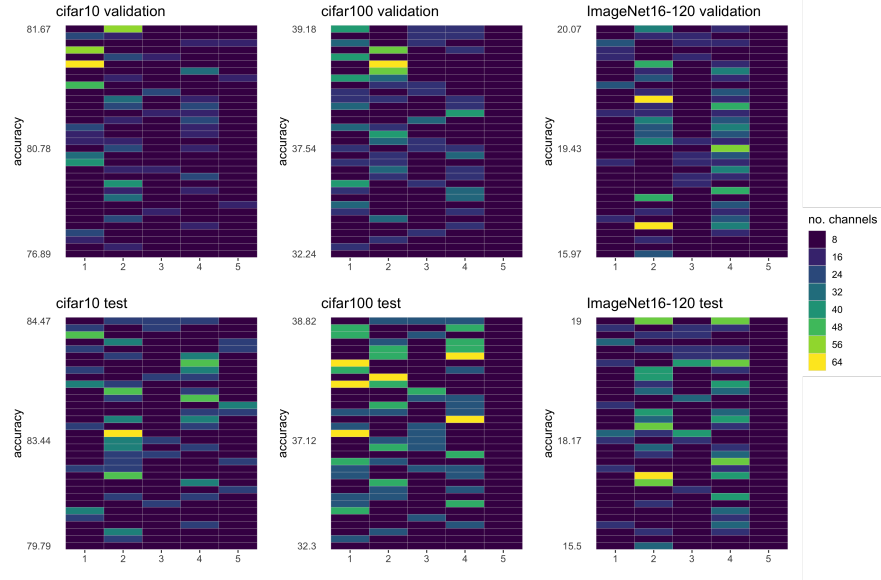 cifar10 validation
cifar100 validation
ImageNet16-120 validation
81.67
39.18
20.07
accuracy
accuracy
accuracy
80.78
37.54
19.43
76.89
32.24
15.97
1 2 3 4 5
1 2 3 4 5
1 2 3 4 5
no. channels
8
16
24
32
40
48
56
64
cifar10 test
cifar100 test
ImageNet16-120 test
84.47
38.82
19
accuracy
accuracy
accuracy
83.44
37.12
18.17
79.79
32.3
15.5
1 2 3 4 5
1 2 3 4 5
1 2 3 4 5